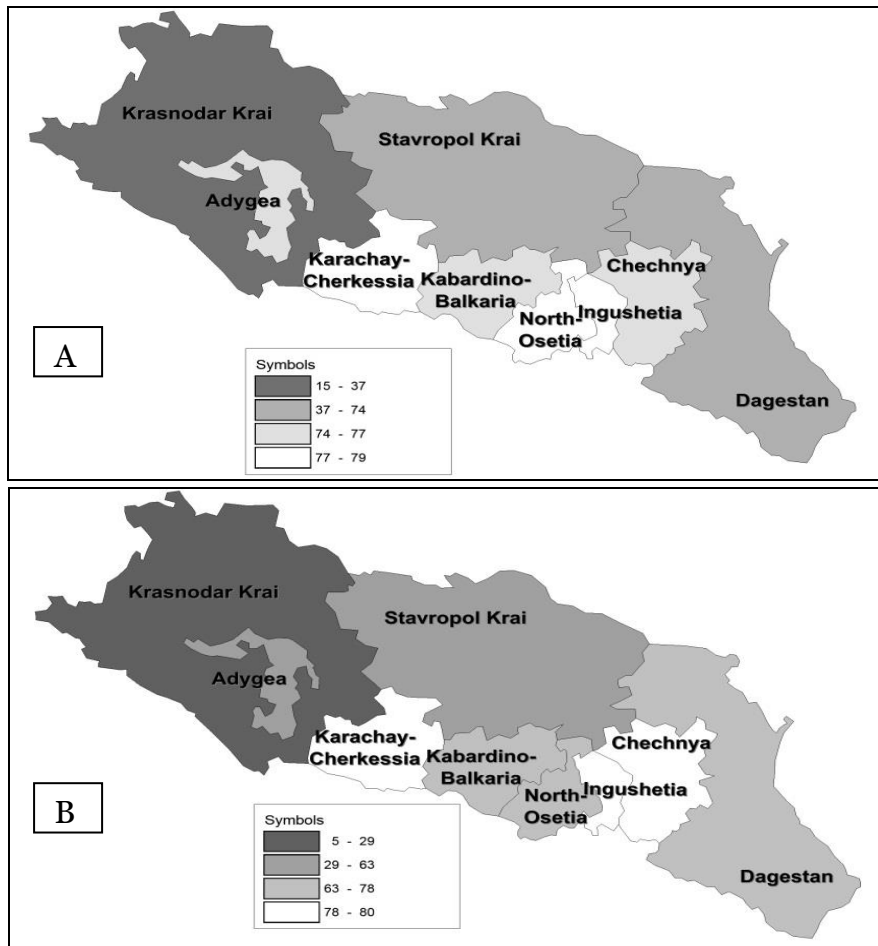 Krasnodar Krai
Stavropol Krai
Adygea
Karachay-
Cherkessia
Kabardino-
Balkaria
Chechnya
North-
Osetia
Ingushetia
Dagestan
A
Symbols
15 - 37
37 - 74
74 - 77
77 - 79
Krasnodar Krai
Stavropol Krai
Adygea
Karachay-
Cherkessia
Kabardino-
Balkaria
Chechnya
North-
Osetia
Ingushetia
Dagestan
B
Symbols
5 - 29
29 - 63
63 - 78
78 - 80